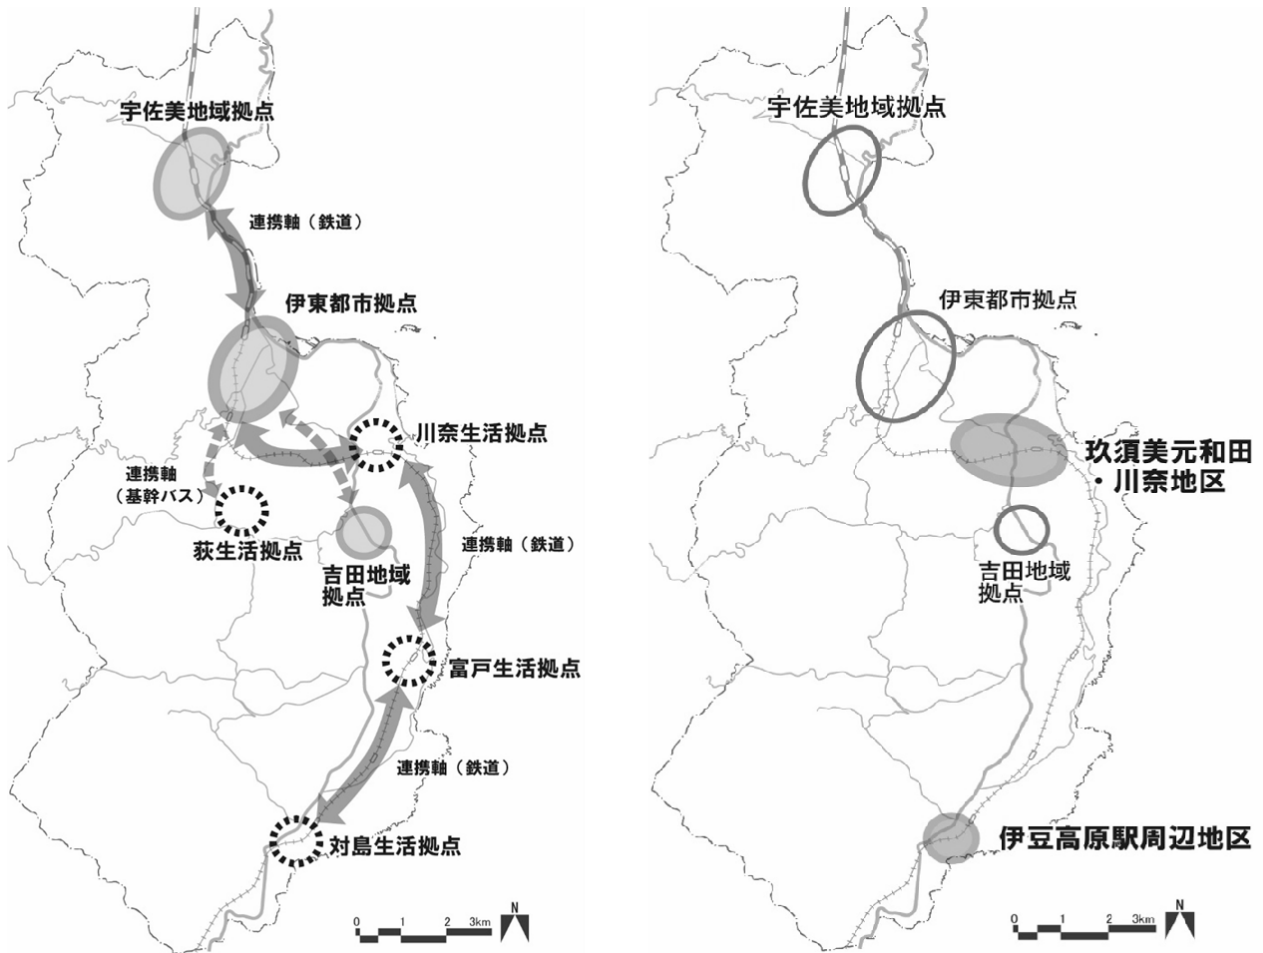 宇佐美地域拠点
連携軸（鉄道）
伊東都市拠点
川奈生活拠点
連携軸
（基幹バス）
荻生活拠点
連携軸（鉄道）
吉田地域
拠点
富戸生活拠点
連携軸（鉄道）
対島生活拠点
0 1 2 3km
N
宇佐美地域拠点
伊東都市拠点
玖須美元和田
・川奈地区
吉田地域
拠点
伊豆高原駅周辺地区
0 1 2 3km
N